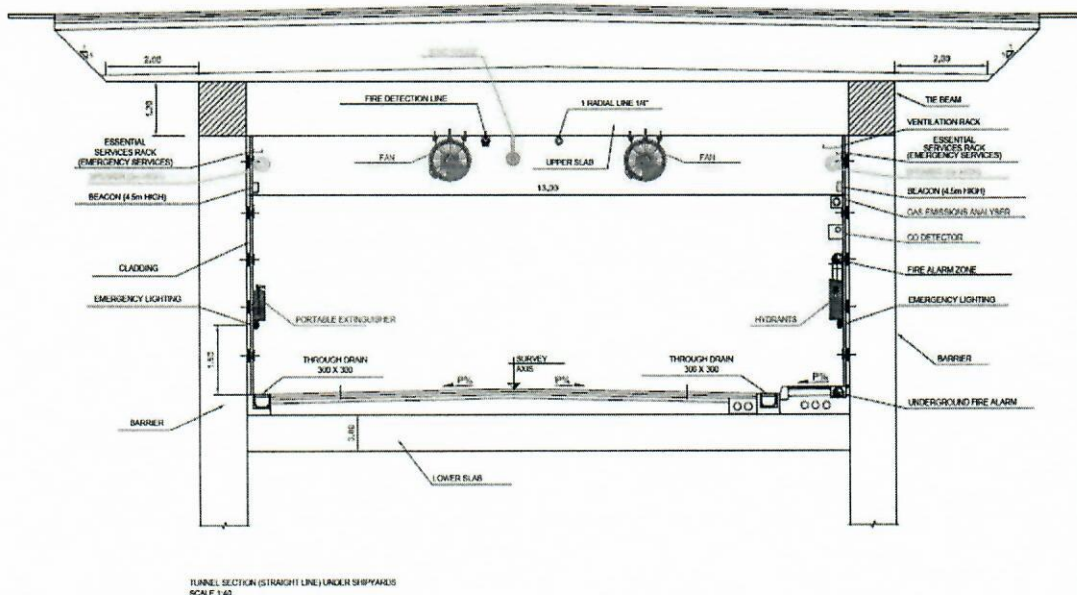 2,00
2,00
TIE BEAM
FIRE DETECTION LINE
1 RADIAL LINE 1/4"
VENTILATION RACK
ESSENTIAL
SERVICES RACK
(EMERGENCY SERVICES)
FAN
UPPER SLAB
FAN
ESSENTIAL
SERVICES RACK
(EMERGENCY SERVICES)
BEACON (4.5m HIGH)
BEACON (4.5m HIGH)
GAS EMISSIONS ANALYSER
CO DETECTOR
CLADDING
FIRE ALARM ZONE
EMERGENCY LIGHTING
PORTABLE EXTINGUISHER
HYDRANTS
EMERGENCY LIGHTING
THROUGH DRAIN
300 X 300
SURVEY
AXIS
THROUGH DRAIN
300 X 300
BARRIER
P%
P%
P%
BARRIER
UNDERGROUND FIRE ALARM
LOWER SLAB
TUNNEL SECTION (STRAIGHT LINE) UNDER SHIPYARDS
SCALE 1:40